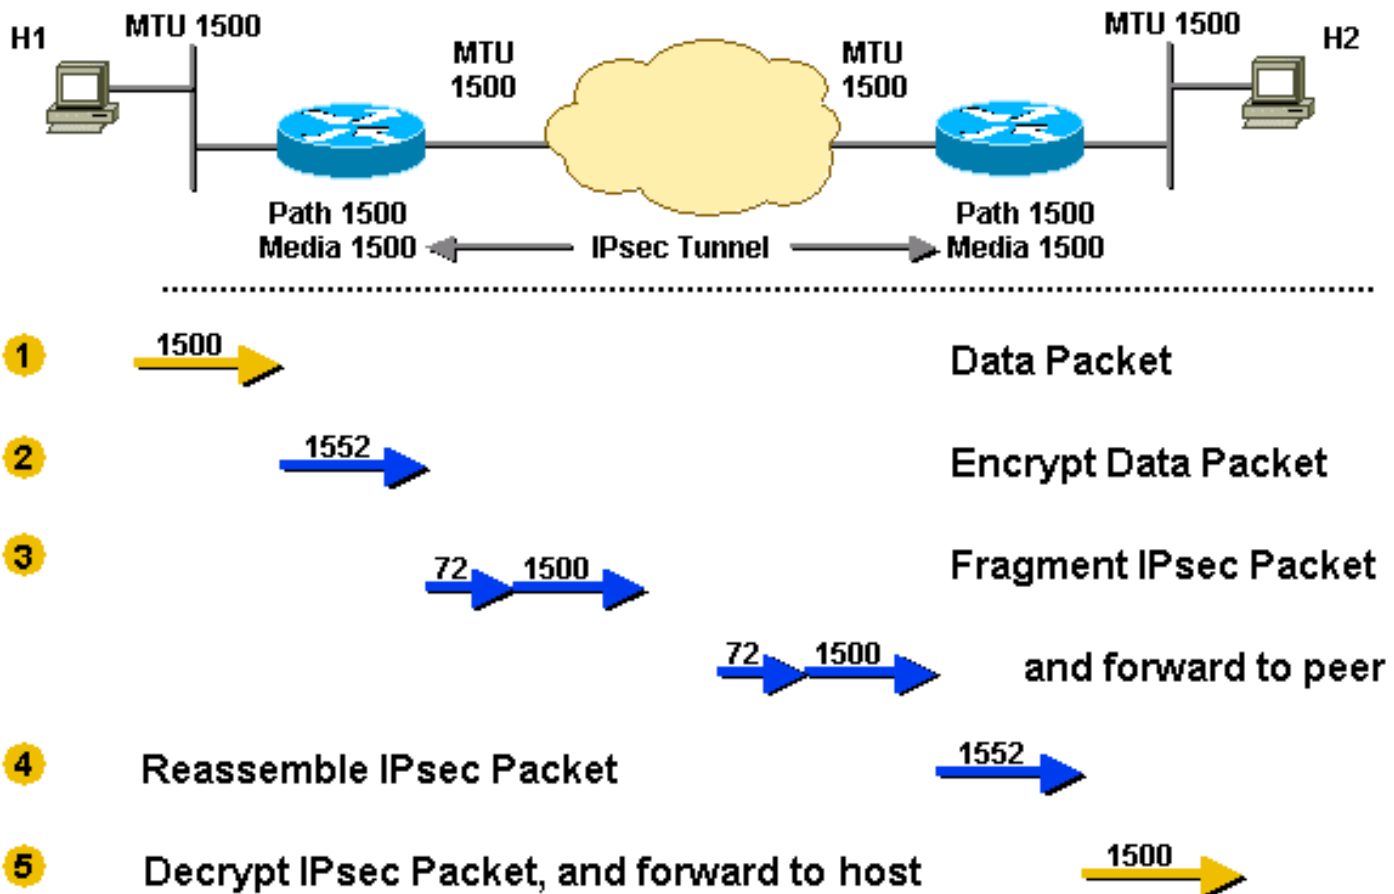 H1
MTU 1500
MTU
1500
MTU
1500
MTU 1500
H2
Path 1500
Media 1500
IPsec Tunnel
Path 1500
Media 1500
1
1500
Data Packet
2
1552
Encrypt Data Packet
3
72
1500
Fragment IPsec Packet
72
1500
and forward to peer
4
Reassemble IPsec Packet
1552
5
Decrypt IPsec Packet, and forward to host
1500